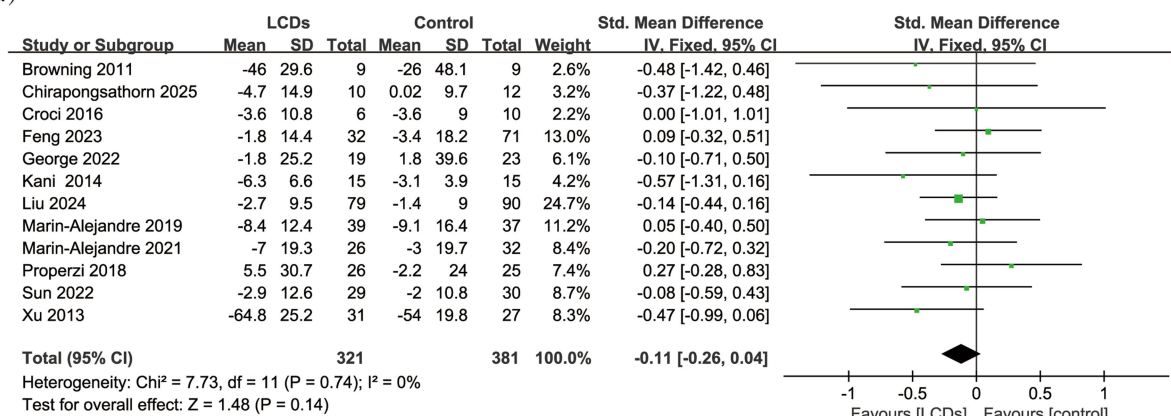 LCDs Control Std. Mean Difference Std. Mean Difference
Study or Subgroup Mean SD Total Mean SD Total Weight IV, Fixed, 95% CI IV, Fixed, 95% CI
Browning 2011 -46 29.6 9 -26 48.1 9 2.6% -0.48 [-1.42, 0.46]
Chirapongsathorn 2025 -4.7 14.9 10 0.02 9.7 12 3.2% -0.37 [-1.22, 0.48]
Croci 2016 -3.6 10.8 6 -3.6 9 10 2.2% 0.00 [-1.01, 1.01]
Feng 2023 -1.8 14.4 32 -3.4 18.2 71 13.0% 0.09 [-0.32, 0.51]
George 2022 -1.8 25.2 19 1.8 39.6 23 6.1% -0.10 [-0.71, 0.50]
Kani 2014 -6.3 6.6 15 -3.1 3.9 15 4.2% -0.57 [-1.31, 0.16]
Liu 2024 -2.7 9.5 79 -1.4 9 90 24.7% -0.14 [-0.44, 0.16]
Marin-Alejandre 2019 -8.4 12.4 39 -9.1 16.4 37 11.2% 0.05 [-0.40, 0.50]
Marin-Alejandre 2021 -7 19.3 26 -3 19.7 32 8.4% -0.20 [-0.72, 0.32]
Properzi 2018 5.5 30.7 26 -2.2 24 25 7.4% 0.27 [-0.28, 0.83]
Sun 2022 -2.9 12.6 29 -2 10.8 30 8.7% -0.08 [-0.59, 0.43]
Xu 2013 -64.8 25.2 31 -54 19.8 27 8.3% -0.47 [-0.99, 0.06]
Total (95% CI) 321 381 100.0% -0.11 [-0.26, 0.04]
Heterogeneity: Chi² = 7.73, df = 11 (P = 0.74); I² = 0%
Test for overall effect: Z = 1.48 (P = 0.14)
-1 -0.5 0 0.5 1
Favours [LCDs] Favours [control]